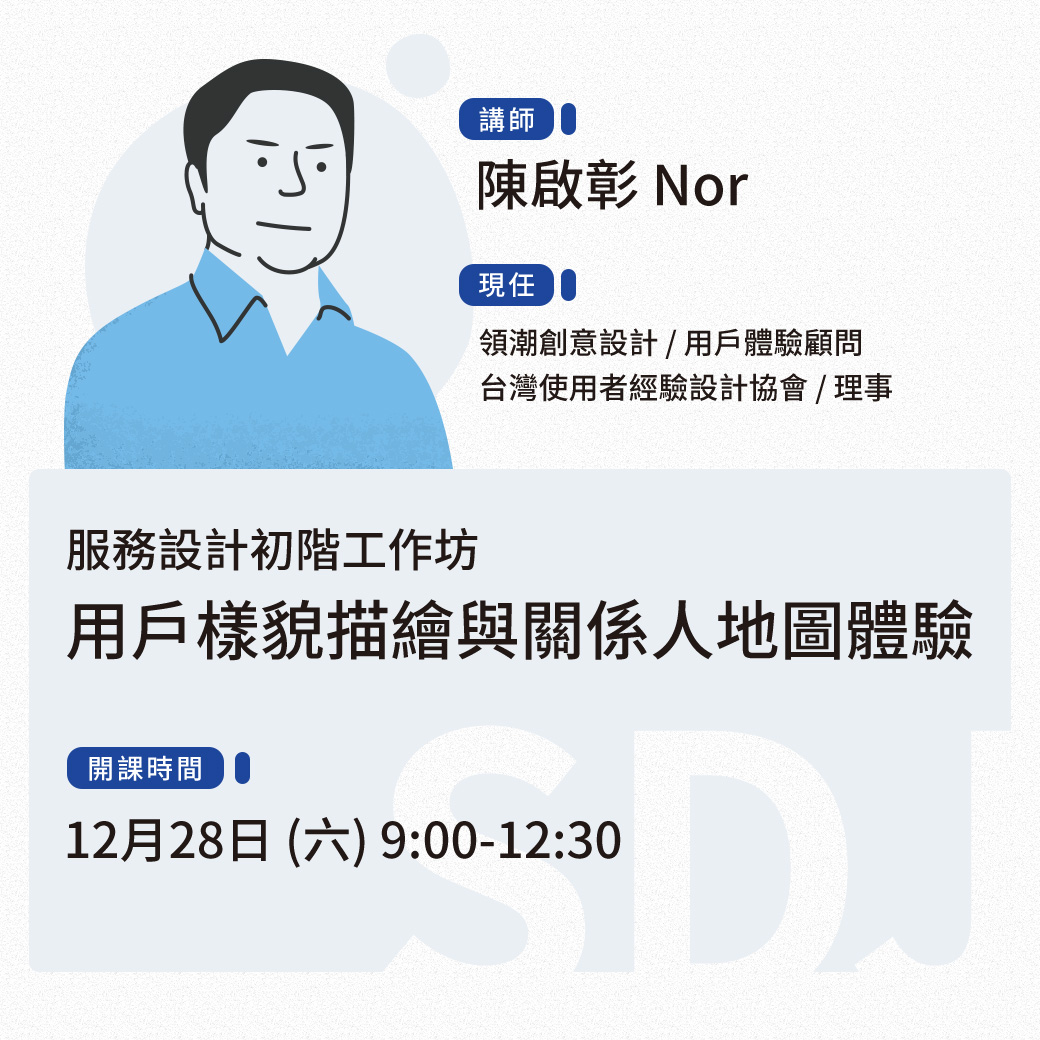 講師
陳啟彰 Nor
現任
領潮創意設計 / 用戶體驗顧問
台灣使用者經驗設計協會 / 理事
服務設計初階工作坊
用戶樣貌描繪與關係人地圖體驗
開課時間
12月28日 (六) 9:00-12:30
SDJ